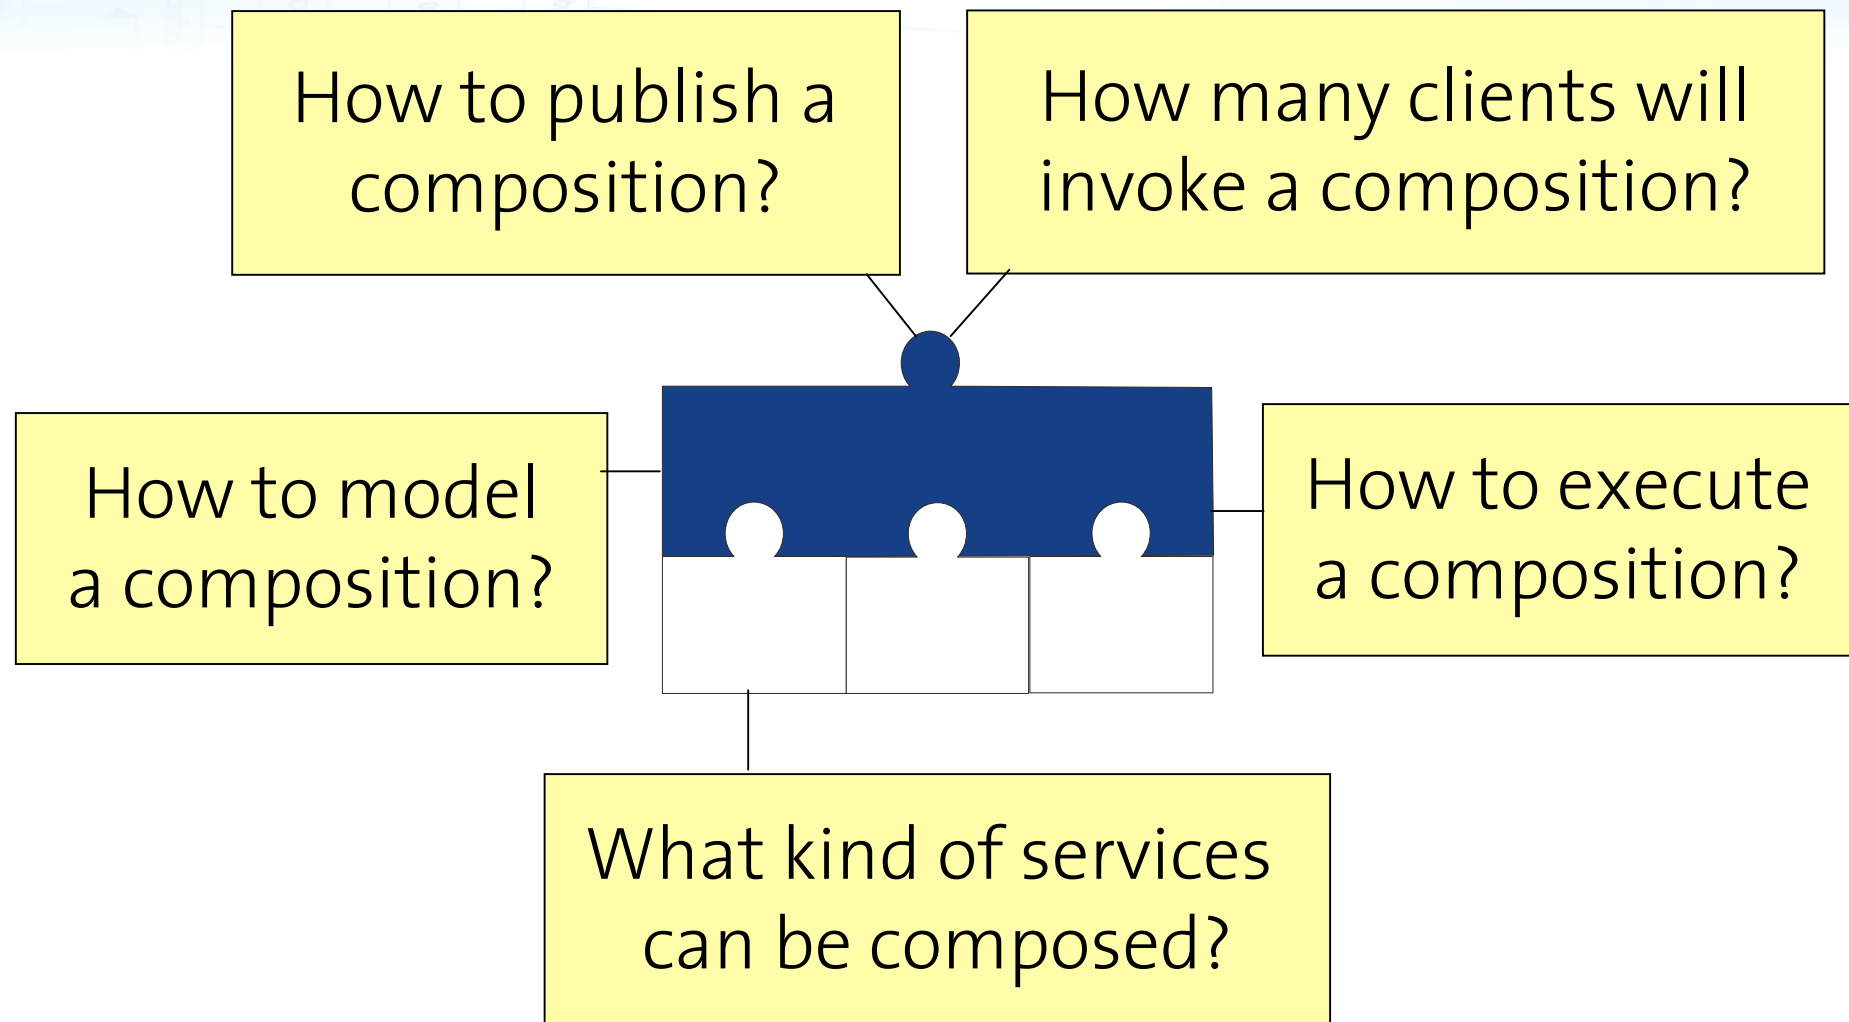 How to publish a
composition?
How many clients will
invoke a composition?
How to model
a composition?
How to execute
a composition?
What kind of services
can be composed?